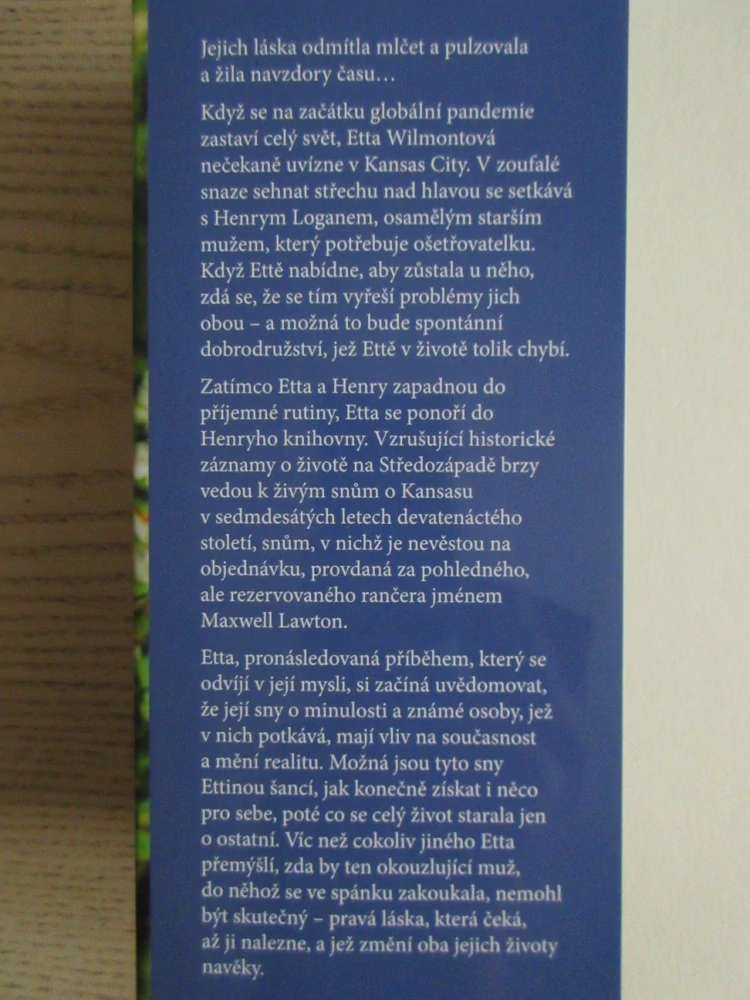 Jejich láska odmítla mlčet a pulzovala
a žila navzdory času…
Když se na začátku globální pandemie
zastaví celý svět, Etta Wilmontová
nečekaně uvízne v Kansas City. V zoufalé
snaze sehnat střechu nad hlavou se setkává
s Henrym Loganem, osamělým starším
mužem, který potřebuje ošetřovatelku.
Když Ettě nabídne, aby zůstala u něho,
zdá se, že se tím vyřeší problémy jich
obou – a možná to bude spontánní
dobrodružství, jež Ettě v životě tolik chybí.
Zatímco Etta a Henry zapadnou do
příjemné rutiny, Etta se ponoří do
Henryho knihovny. Vzrušující historické
záznamy o životě na Středozápadě brzy
vedou k živým snům o Kansasu
v sedmdesátých letech devatenáctého
století, snům, v nichž je nevěstou na
objednávku, provdaná za pohledného,
ale rezervovaného rančera jménem
Maxwell Lawton.
Etta, pronásledovaná příběhem, který se
odvíjí v její mysli, si začíná uvědomovat,
že její sny o minulosti a známé osoby, jež
v nich potkává, mají vliv na současnost
a mění realitu. Možná jsou tyto sny
Ettinou šancí, jak konečně získat i něco
pro sebe, poté co se celý život starala jen
o ostatní. Víc než cokoliv jiného Etta
přemýšlí, zda by ten okouzlující muž,
do něhož se ve spánku zakoukala, nemohl
být skutečný – pravá láska, která čeká,
až ji nalezne, a jež změní oba jejich životy
navěky.